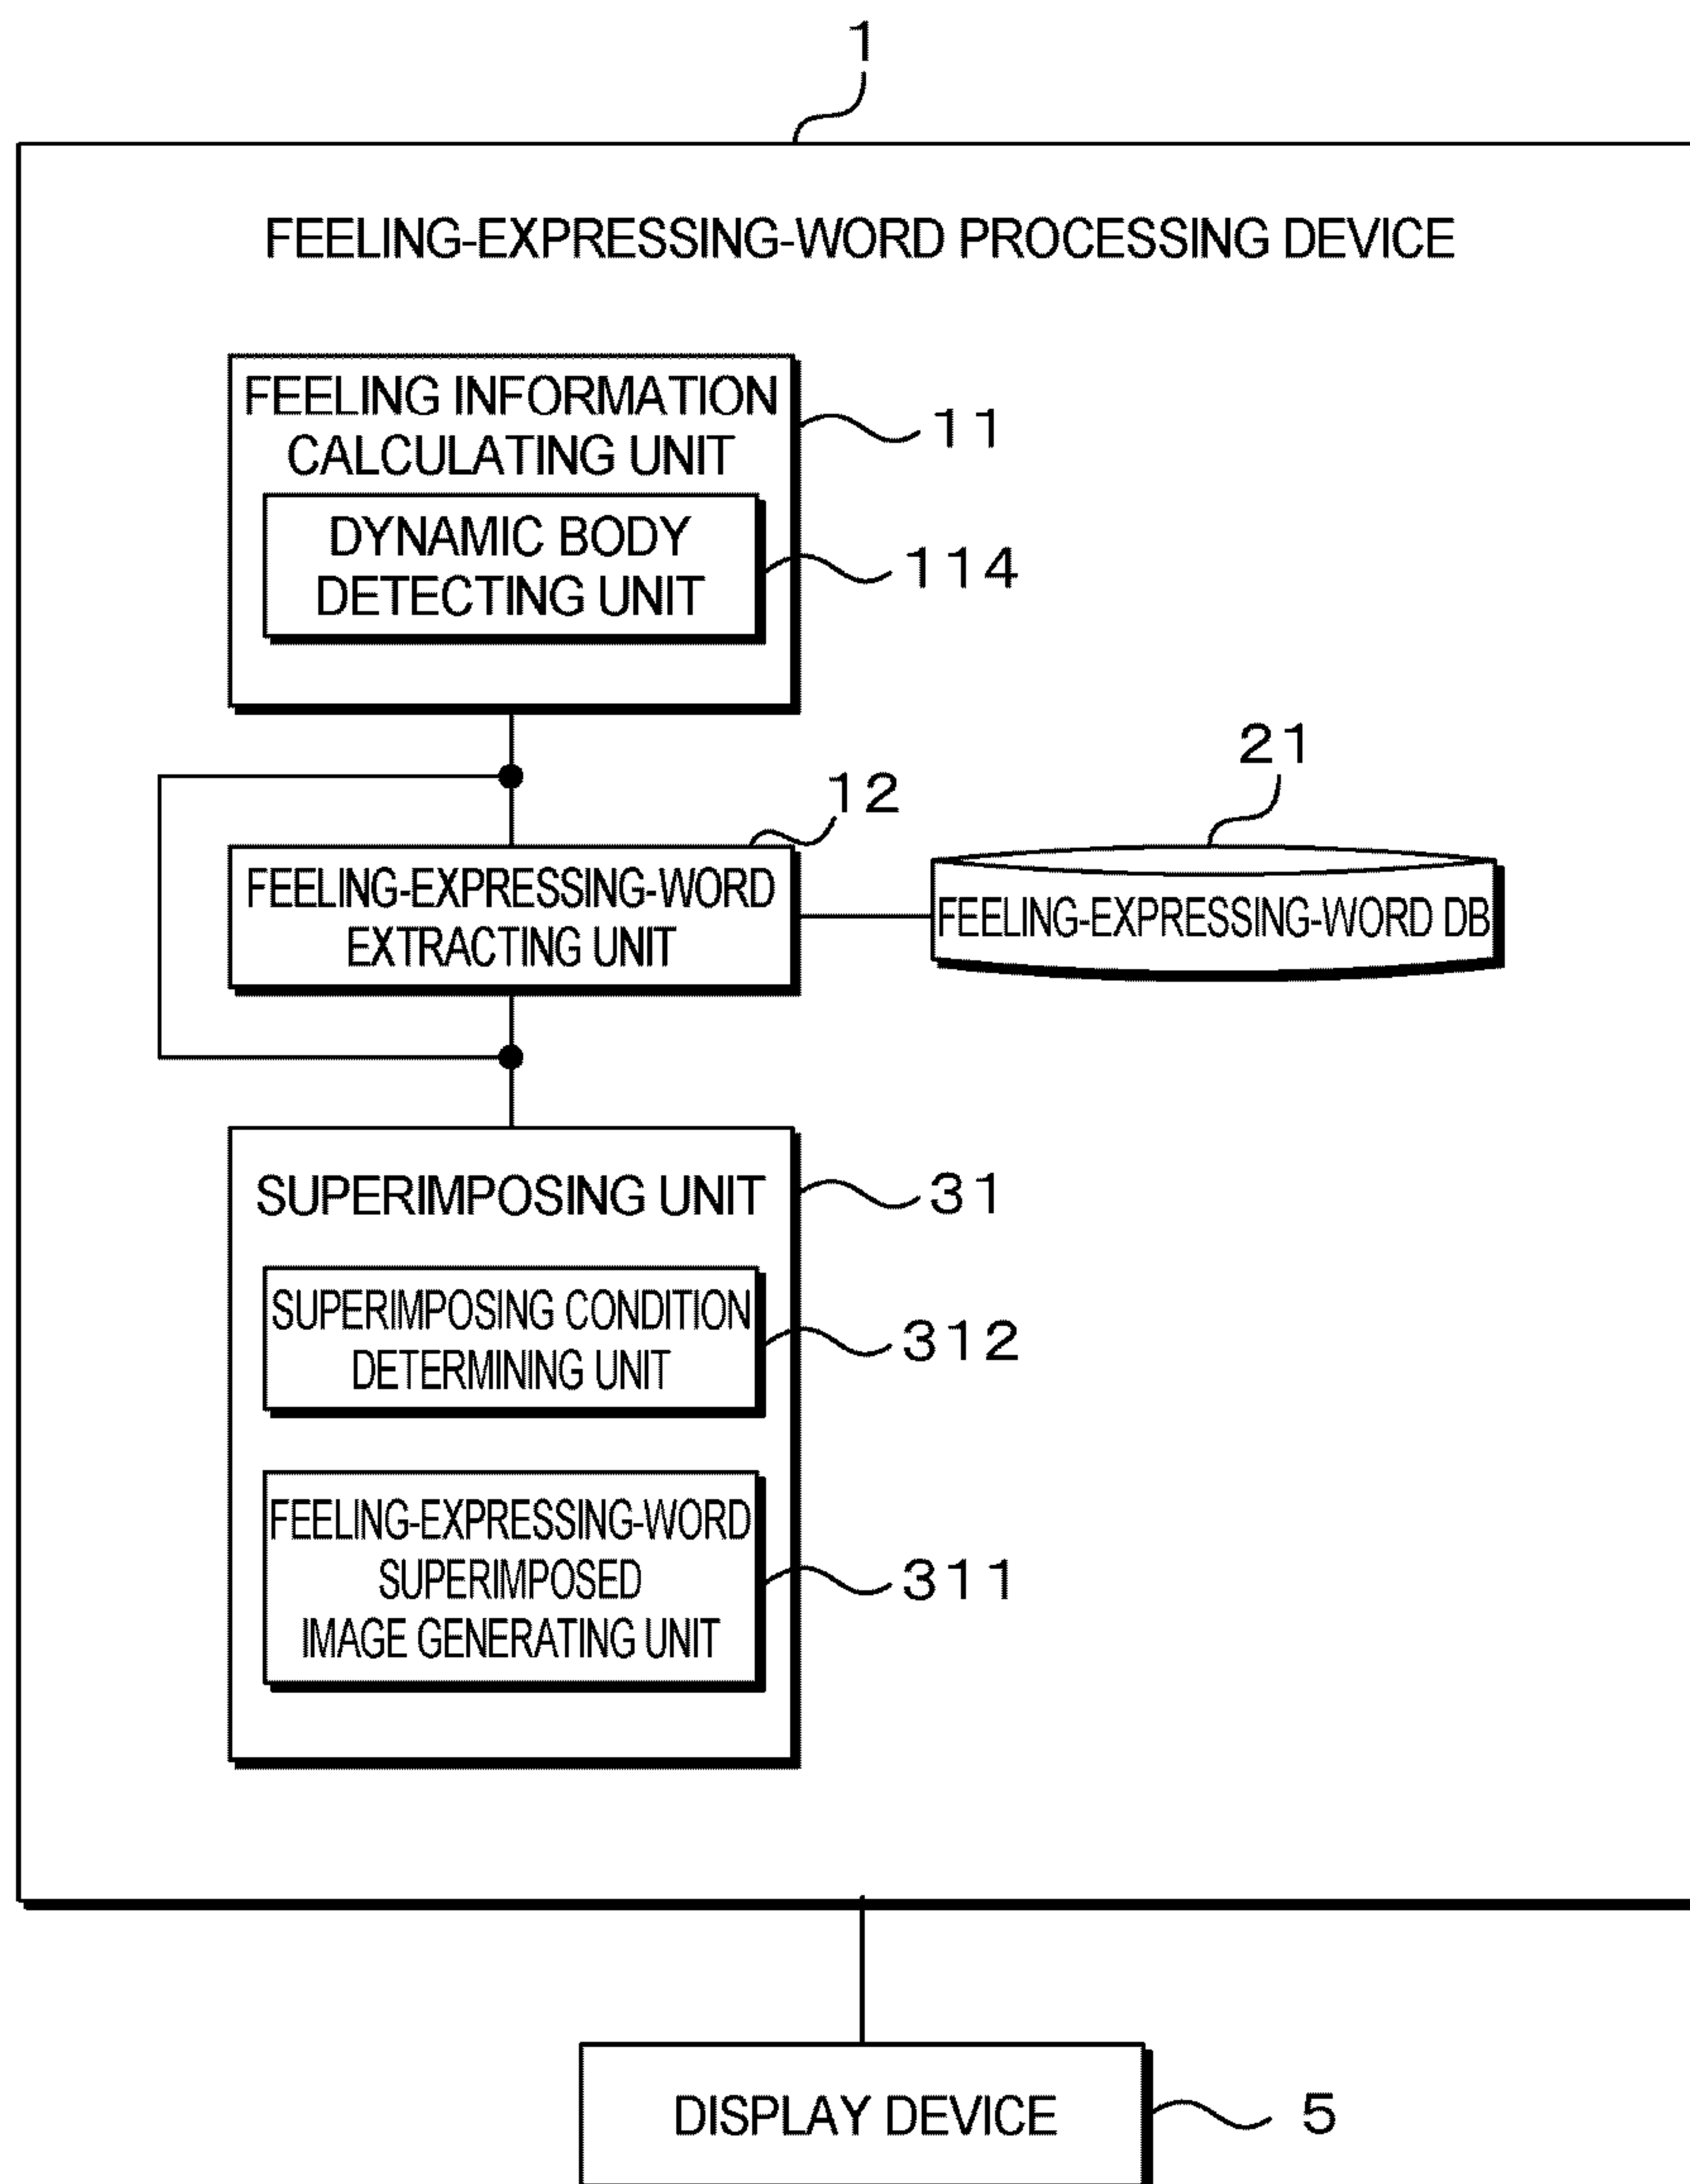 1
FEELING-EXPRESSING-WORD PROCESSING DEVICE
FEELING INFORMATION
CALCULATING UNIT
11
DYNAMIC BODY
DETECTING UNIT
114
12
21
FEELING-EXPRESSING-WORD
EXTRACTING UNIT
FEELING-EXPRESSING-WORD DB
SUPERIMPOSING UNIT
31
SUPERIMPOSING CONDITION
DETERMINING UNIT
312
FEELING-EXPRESSING-WORD
SUPERIMPOSED
IMAGE GENERATING UNIT
311
DISPLAY DEVICE
5